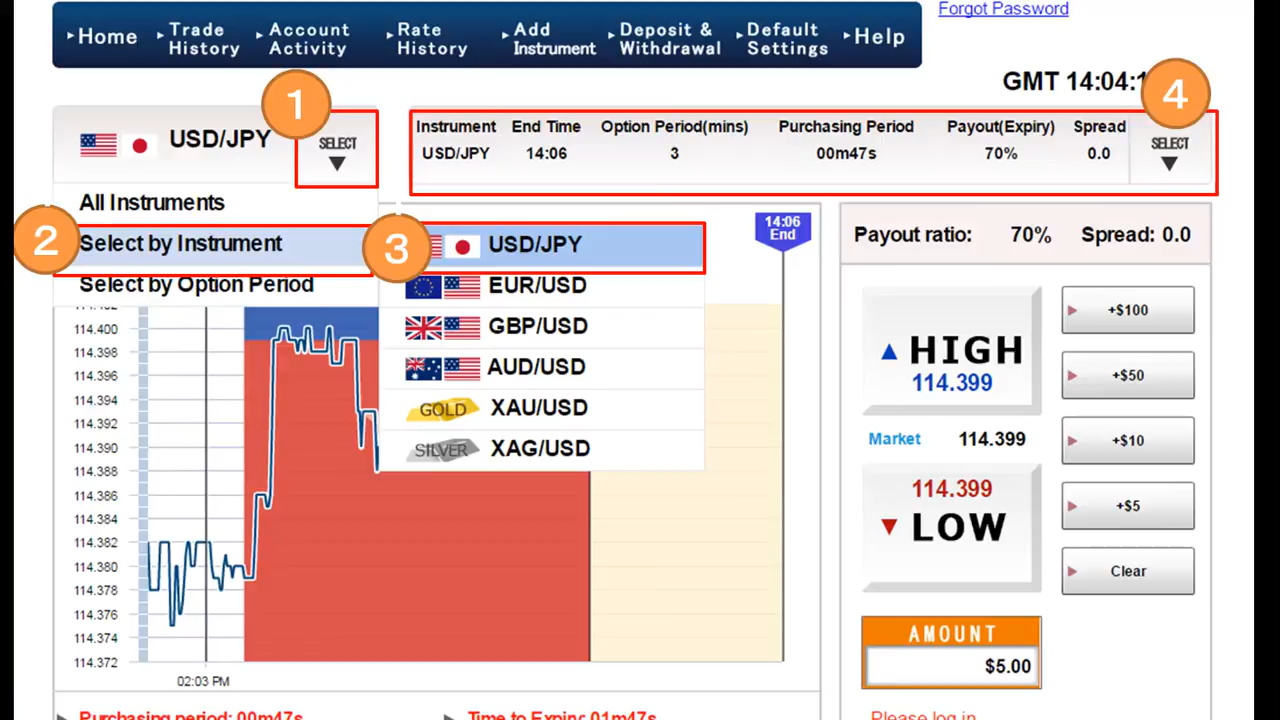 Forgot Password
Home
Trade History
Account Activity
Rate History
Add Instrument
Deposit & Withdrawal
Default Settings
Help
GMT 14:04:1
1
4
USD/JPY
SELECT
Instrument End Time Option Period(mins) Purchasing Period Payout(Expiry) Spread
USD/JPY 14:06 3 00m47s 70% 0.0
SELECT
All Instruments
2
Select by Instrument
Select by Option Period
3
USD/JPY
EUR/USD
GBP/USD
AUD/USD
GOLD XAU/USD
SILVER XAG/USD
14:06
End
Payout ratio: 70% Spread: 0.0
114.400
114.398
114.396
114.394
114.392
114.390
114.388
114.386
114.384
114.382
114.380
114.378
114.376
114.374
114.372
02:03 PM
HIGH
114.399
Market 114.399
114.399
LOW
+$100
+$50
+$10
+$5
Clear
AMOUNT
$5.00
Purchasing period: 00m47s
Time to Expiry: 01m47s
Please log in